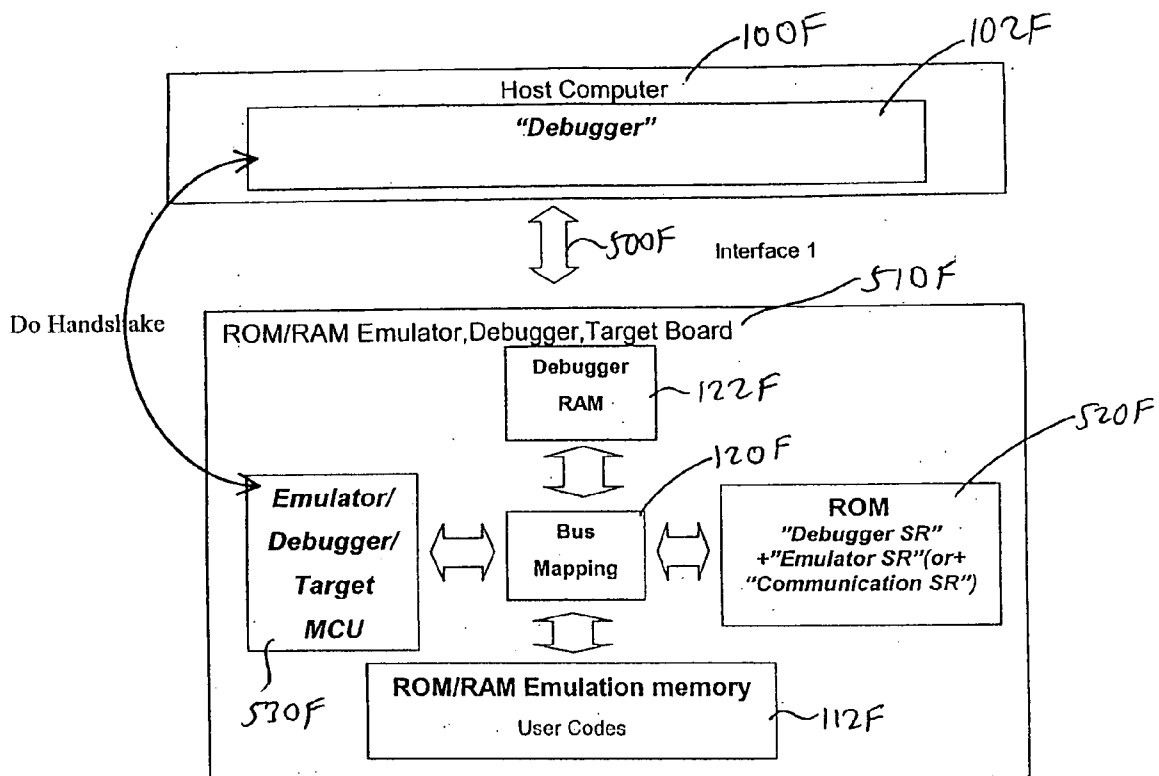 100F
102F
Host Computer
“Debugger”
500F
Interface 1
510F
Do Handshake
ROM/RAM Emulator,Debugger,Target Board
Debugger
RAM
122F
520F
120F
Emulator/
Debugger/
Target
MCU
Bus
Mapping
ROM
"Debugger SR"
+"Emulator SR"(or+
"Communication SR")
530F
ROM/RAM Emulation memory
User Codes
112F